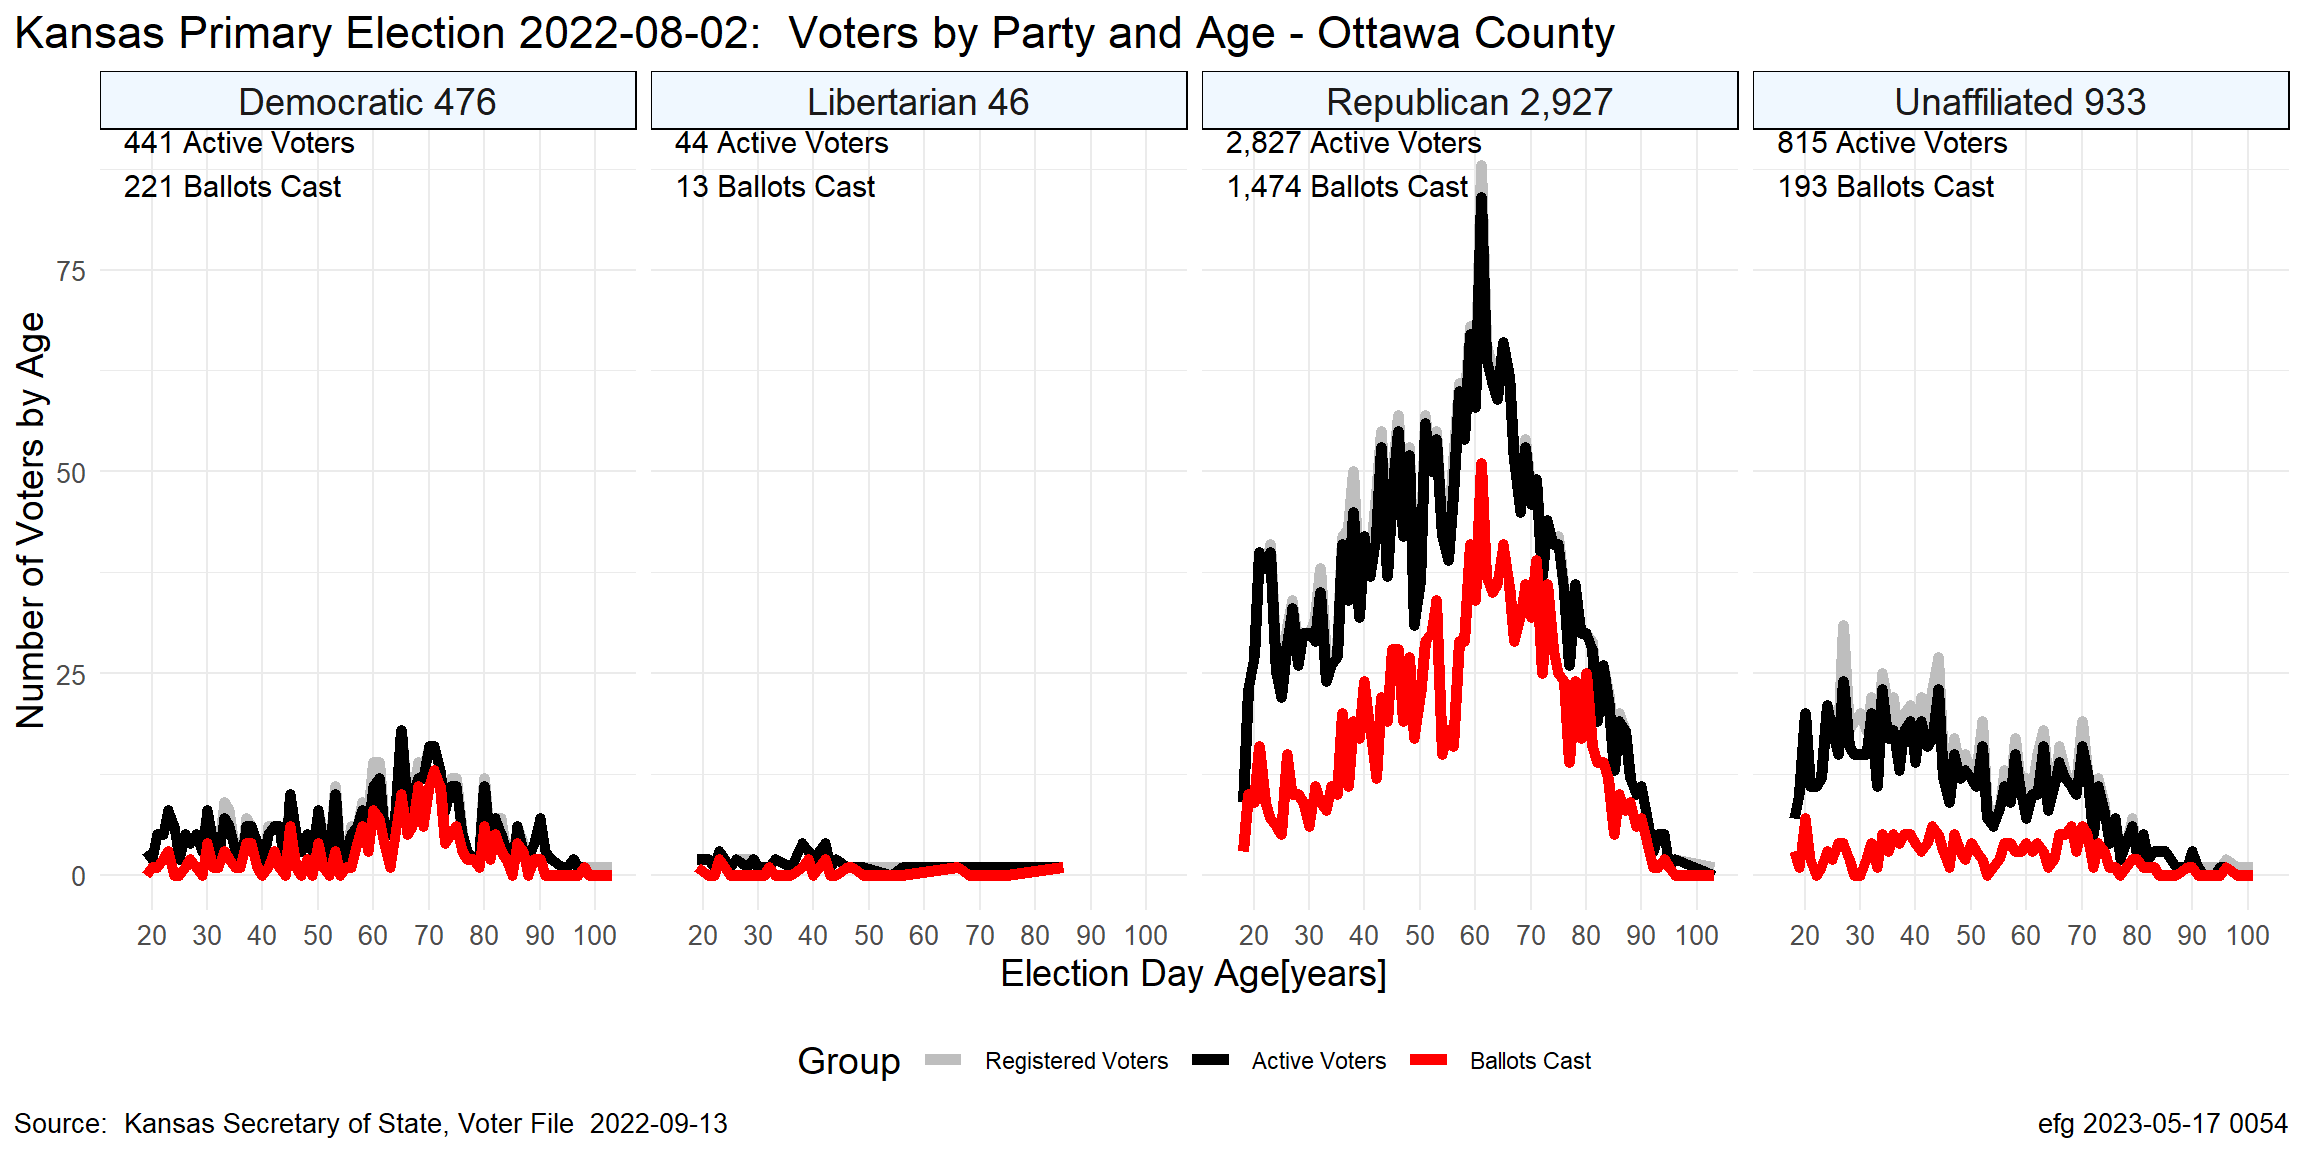 Kansas Primary Election 2022-08-02:  Voters by Party and Age - Ottawa County
Democratic 476
Libertarian 46
Republican 2,927
Unaffiliated 933
441 Active Voters
221 Ballots Cast
44 Active Voters
13 Ballots Cast
2,827 Active Voters
1,474 Ballots Cast
815 Active Voters
193 Ballots Cast
Number of Voters by Age
75
50
25
0
20 30 40 50 60 70 80 90 100
20 30 40 50 60 70 80 90 100
20 30 40 50 60 70 80 90 100
20 30 40 50 60 70 80 90 100
Election Day Age[years]
Group Registered Voters Active Voters Ballots Cast
Source:  Kansas Secretary of State, Voter File  2022-09-13
efg 2023-05-17 0054